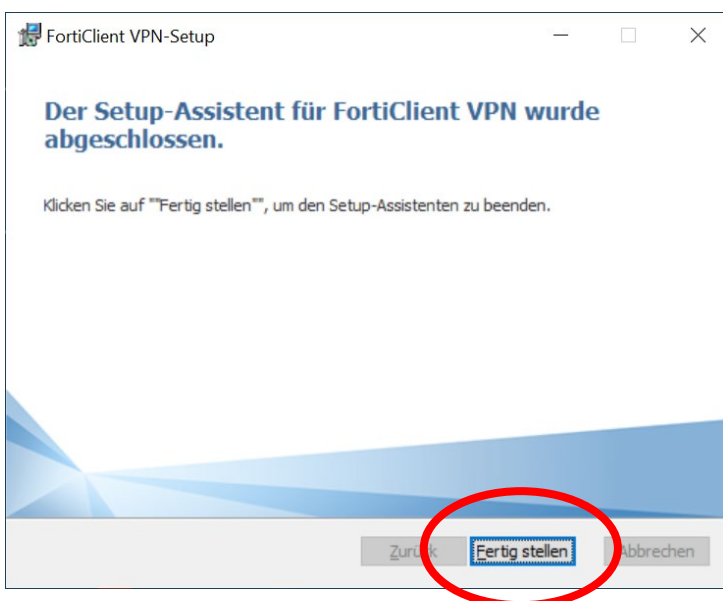 FortiClient VPN-Setup
Der Setup-Assistent für FortiClient VPN wurde
abgeschlossen.
Klicken Sie auf ""Fertig stellen"", um den Setup-Assistenten zu beenden.
Zurück Fertig stellen Abbrechen